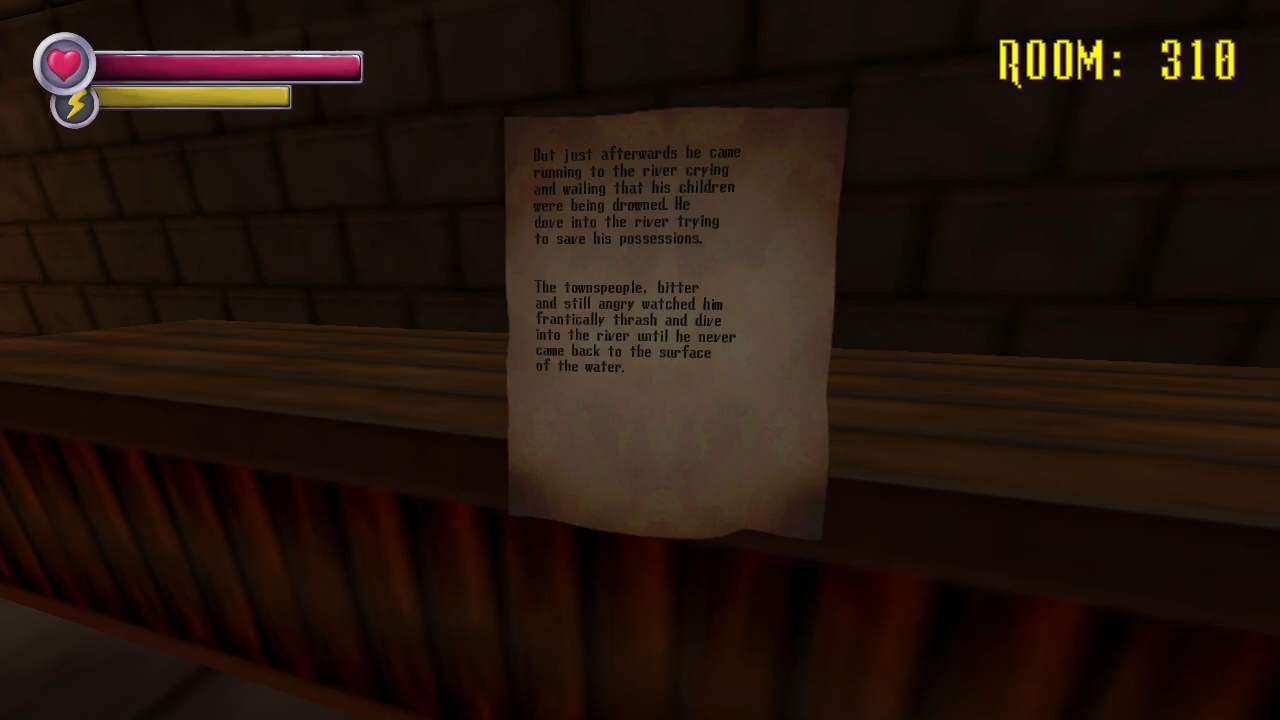 ROOM: 310
But just afterwards he came
running to the river crying
and wailing that his children
were being drowned. He
dove into the river trying
to save his possessions.
The townspeople, bitter
and still angry watched him
frantically thrash and dive
into the river until he never
came back to the surface
of the water.